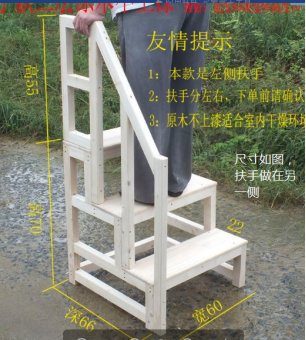 友情提示
1：本款是左侧扶手
2：扶手分左右，下单前请确认
3：原木不上漆适合室内干燥环境
高55
尺寸如图，
扶手做在另
一侧
高70
22
深66
宽60